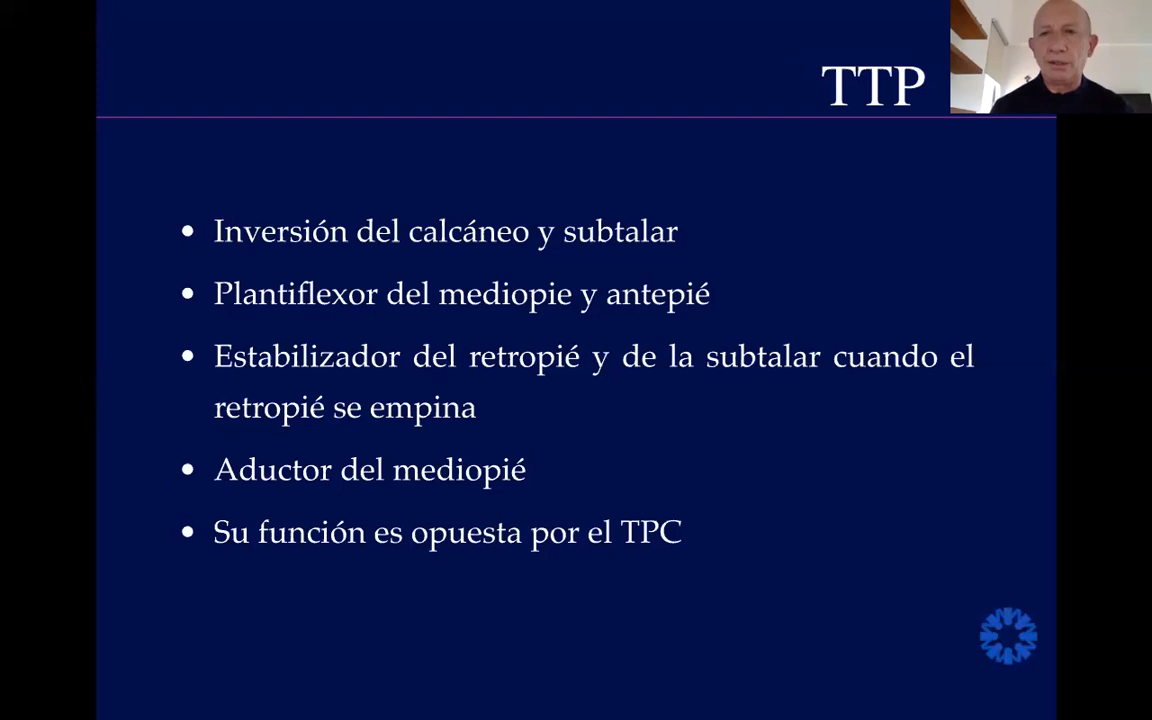 TTP
• Inversión del calcáneo y subtalar
• Plantiflexor del mediopie y antepié
• Estabilizador del retropié y de la subtalar cuando el
retropié se empina
• Aductor del mediopié
• Su función es opuesta por el TPC